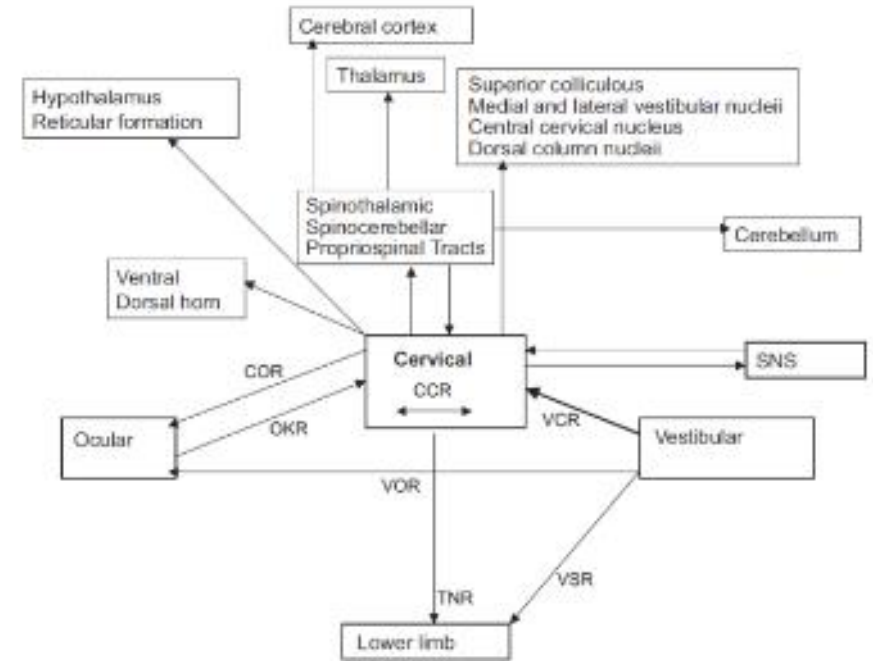 Cerebral cortex
Thalamus
Hypothalamus
Reticular formation
Superior colliculous
Medial and lateral vestibular nucleii
Central cervical nucleus
Dorsal column nucleii
Spinothalamic
Spinocerebellar
Propriospinal Tracts
Cerebellum
Ventral
Dorsal horn
Cervical
CCR
SNS
COR
OKR
VCR
Ocular
Vestibular
VOR
VSR
TNR
Lower limb